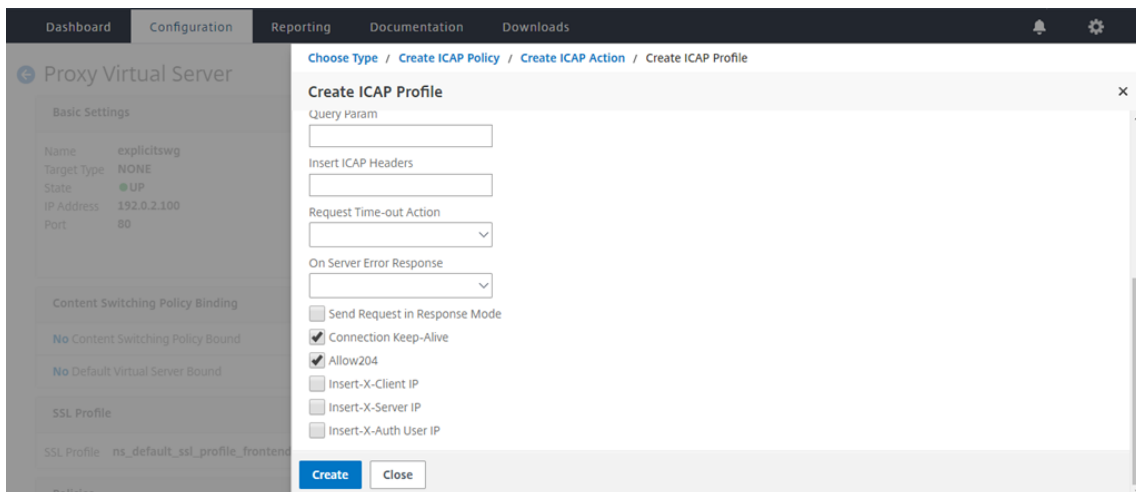 Dashboard Configuration Reporting Documentation Downloads
Choose Type / Create ICAP Policy / Create ICAP Action / Create ICAP Profile
Proxy Virtual Server
Basic Settings
Name explicitswg
Target Type NONE
State UP
IP Address 192.0.2.100
Port 80
Content Switching Policy Binding
No Content Switching Policy Bound
No Default Virtual Server Bound
SSL Profile
SSL Profile ns_default_ssl_profile_frontend
Policies
Create ICAP Profile
Query Param
Insert ICAP Headers
Request Time-out Action
On Server Error Response
Send Request in Response Mode
Connection Keep-Alive
Allow204
Insert-X-Client IP
Insert-X-Server IP
Insert-X-Auth User IP
Create Close